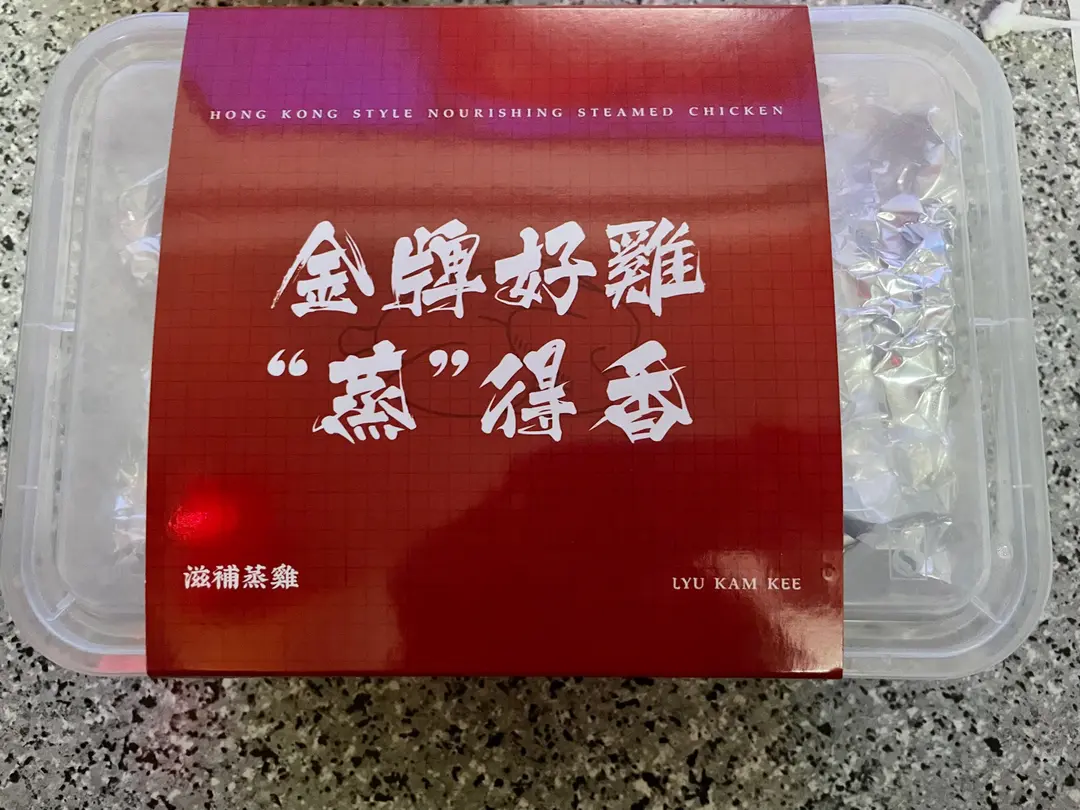 HONG KONG STYLE NOURISHING STEAMED CHICKEN
金牌好雞
“蒸”得香
滋補蒸雞
LYU KAM KEE